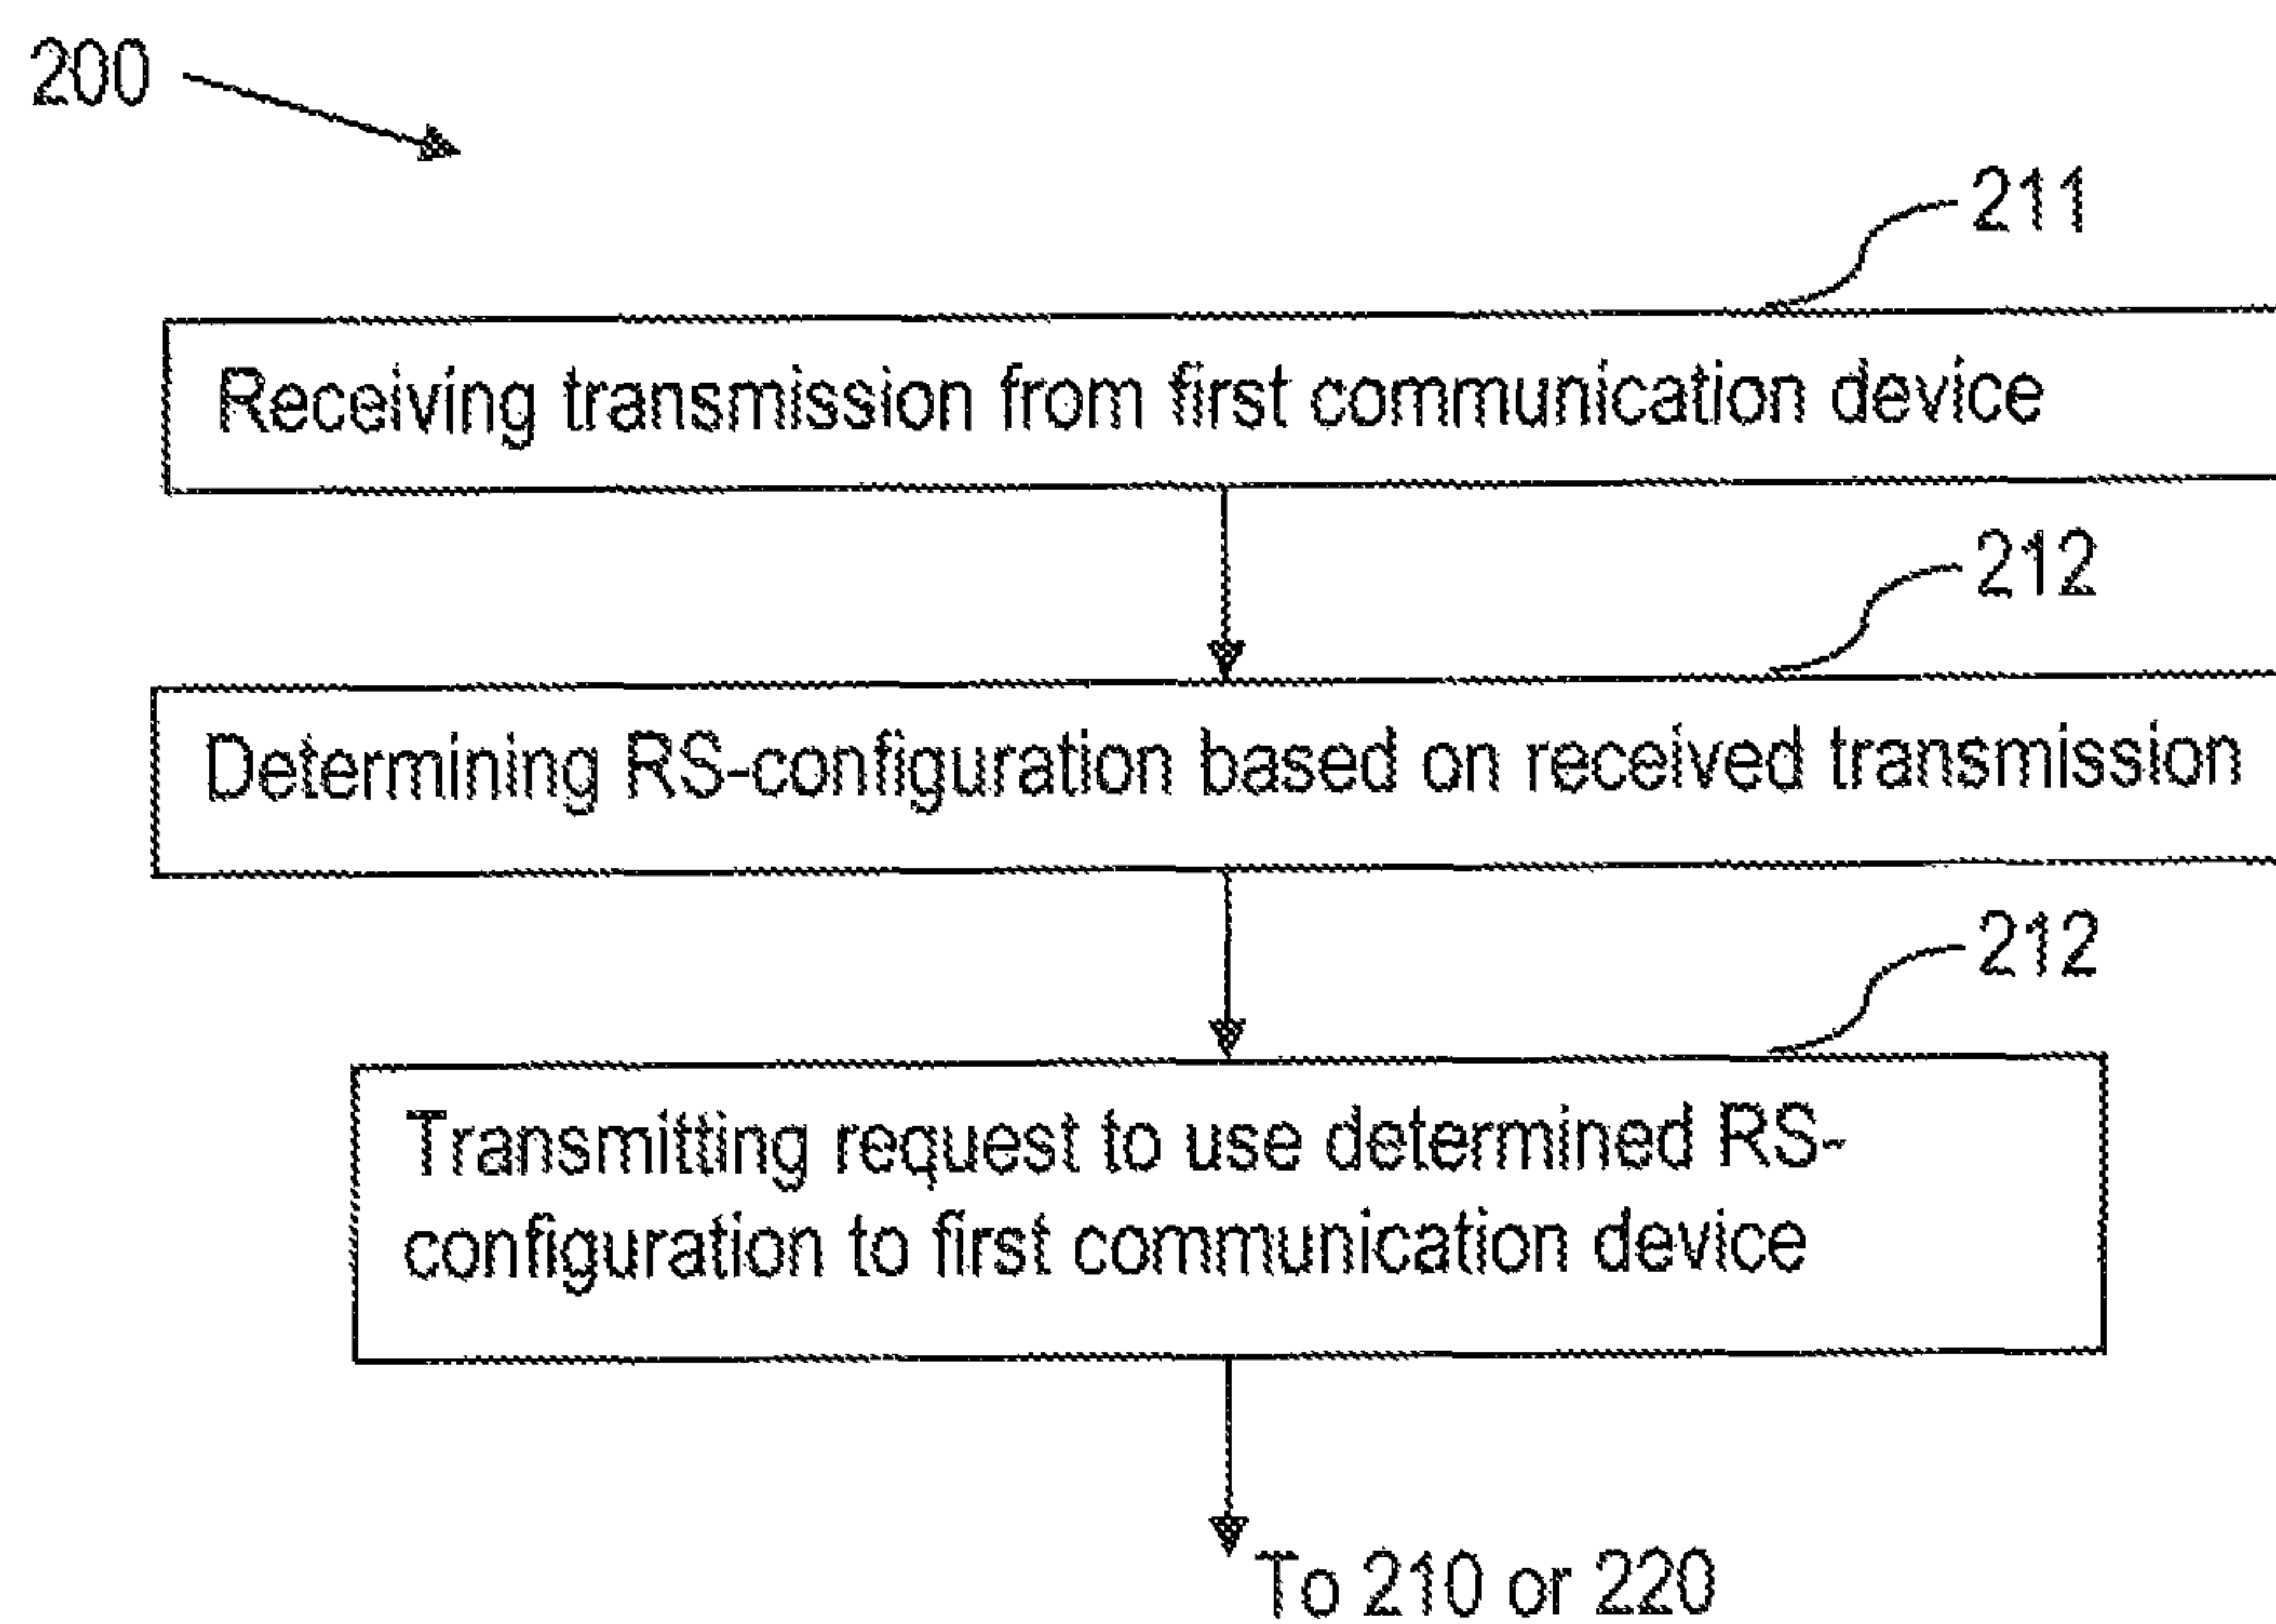 200
211
Receiving transmission from first communication device
212
Determining RS-configuration based on received transmission
212
Transmitting request to use determined RS-
configuration to first communication device
To 210 or 220